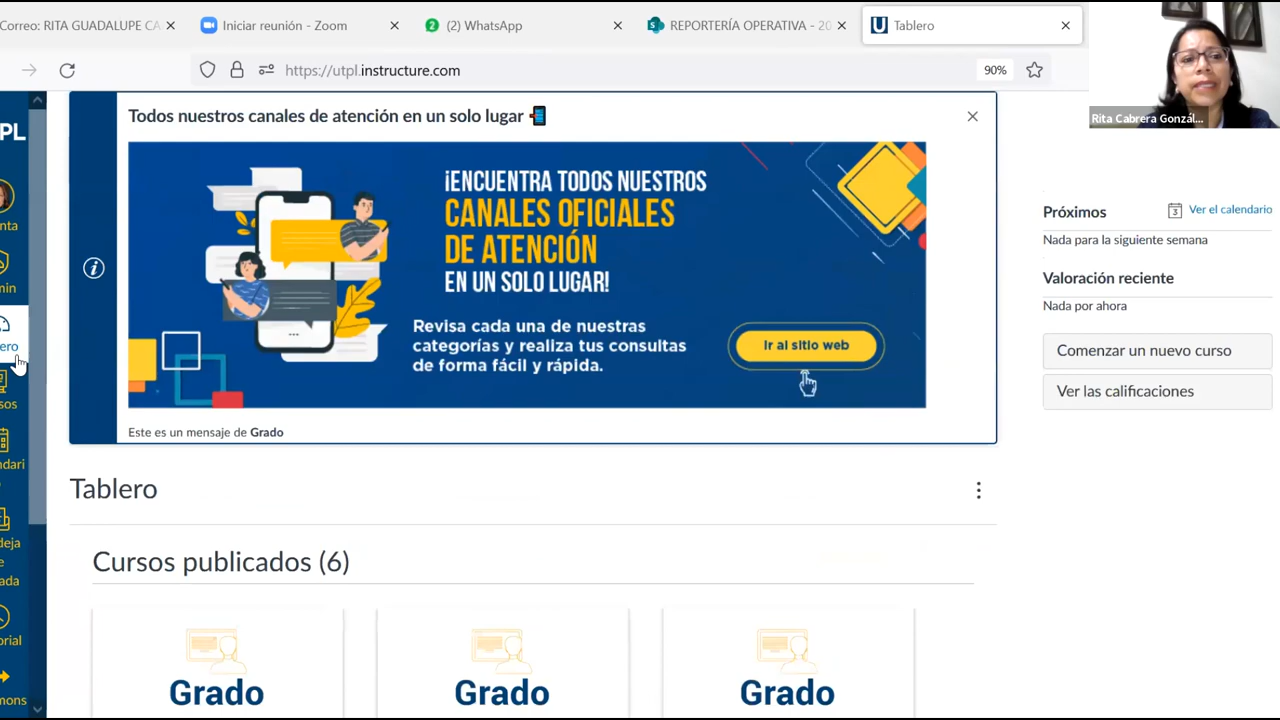 Correo: RITA GUADALUPE CA
Iniciar reunión - Zoom
(2) WhatsApp
REPORTERÍA OPERATIVA - 20
Tablero
https://utpl.instructure.com
90%
Rita Cabrera Gonzál...
PL
nta
min
ero
sos
ndari
deja
e
ada
orial
mons
Todos nuestros canales de atención en un solo lugar
¡ENCUENTRA TODOS NUESTROS
CANALES OFICIALES
DE ATENCIÓN
EN UN SOLO LUGAR!
Revisa cada una de nuestras
categorías y realiza tus consultas
de forma fácil y rápida.
Ir al sitio web
Este es un mensaje de Grado
Tablero
Cursos publicados (6)
Grado
Grado
Grado
Próximos
3
Ver el calendario
Nada para la siguiente semana
Valoración reciente
Nada por ahora
Comenzar un nuevo curso
Ver las calificaciones